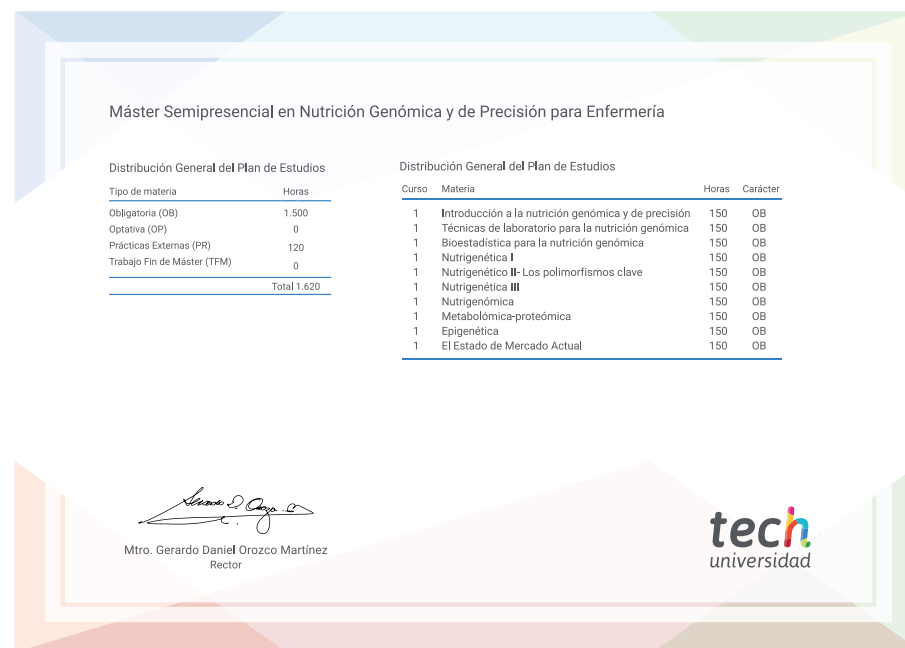 Máster Semipresencial en Nutrición Genómica y de Precisión para Enfermería
Distribución General del Plan de Estudios
Tipo de materia Horas
Obligatoria (OB) 1.500
Optativa (OP) 0
Prácticas Externas (PR) 120
Trabajo Fin de Máster (TFM) 0
Total 1.620
Distribución General del Plan de Estudios
Curso Materia Horas Carácter
1 Introducción a la nutrición genómica y de precisión 150 OB
1 Técnicas de laboratorio para la nutrición genómica 150 OB
1 Bioestadística para la nutrición genómica 150 OB
1 Nutrigenética I 150 OB
1 Nutrigenético II- Los polimorfismos clave 150 OB
1 Nutrigenética III 150 OB
1 Nutrigenómica 150 OB
1 Metabolómica-proteómica 150 OB
1 Epigenética 150 OB
1 El Estado de Mercado Actual 150 OB
Mtro. Gerardo Daniel Orozco Martínez
Rector
tech
universidad